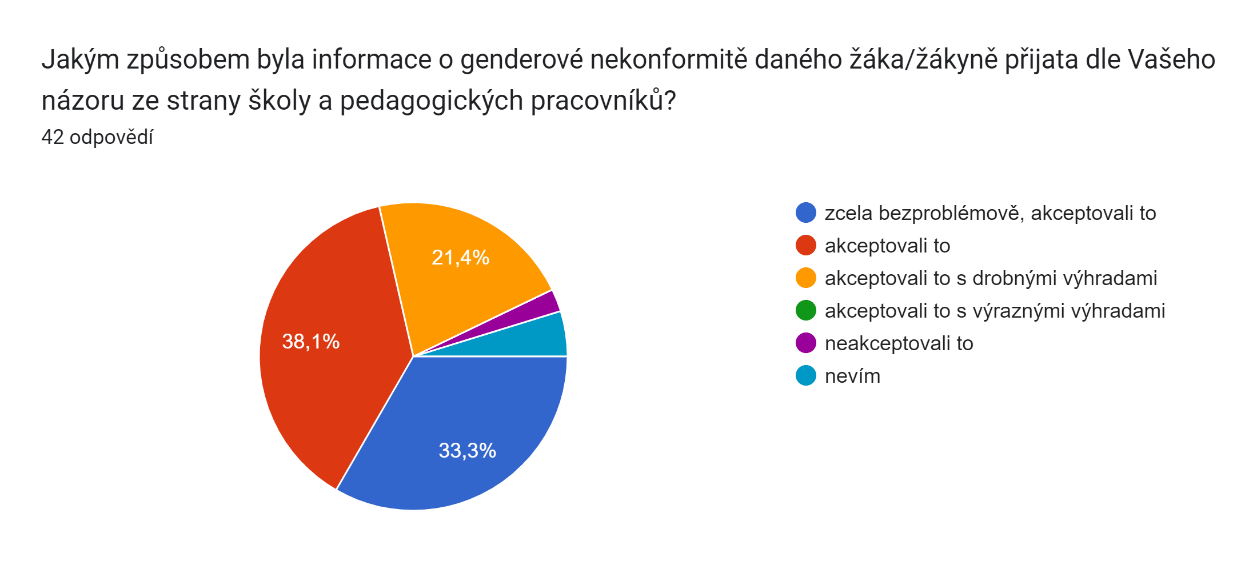 Jakým způsobem byla informace o genderové nekonformitě daného žáka/žákyně přijata dle Vašeho
názoru ze strany školy a pedagogických pracovníků?
42 odpovědí
zcela bezproblémově, akceptovali to
akceptovali to
akceptovali to s drobnými výhradami
akceptovali to s výraznými výhradami
neakceptovali to
nevím
21,4%
38,1%
33,3%